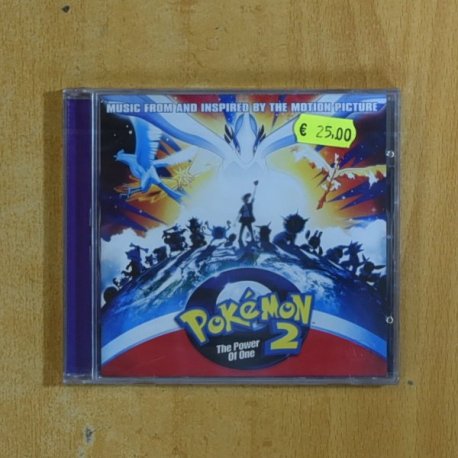 MUSIC FROM AND INSPIRED BY THE MOTION PICTURE
€ 25,00
POKéMON
2
The Power
Of One